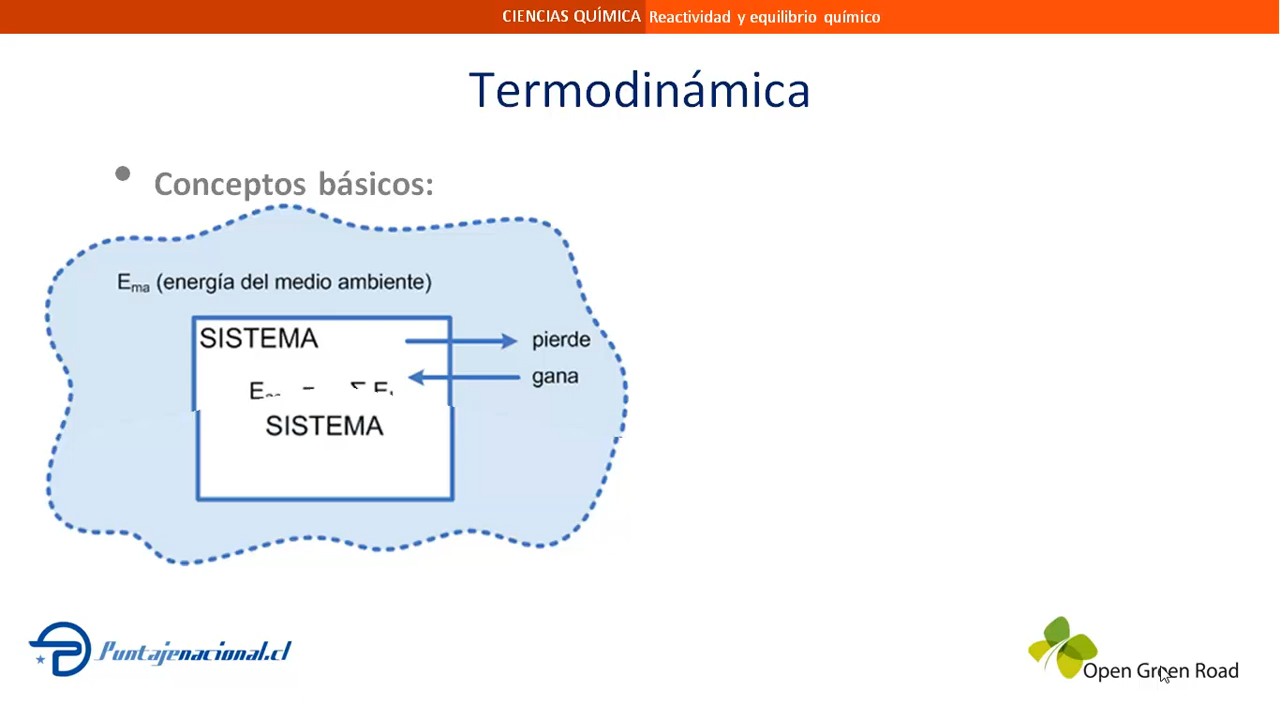 CIENCIAS QUÍMICA Reactividad y equilibrio químico
Termodinámica
• Conceptos básicos:
Ema (energía del medio ambiente)
SISTEMA
pierde
gana
SISTEMA
Puntajenacional.cl
Open Green Road